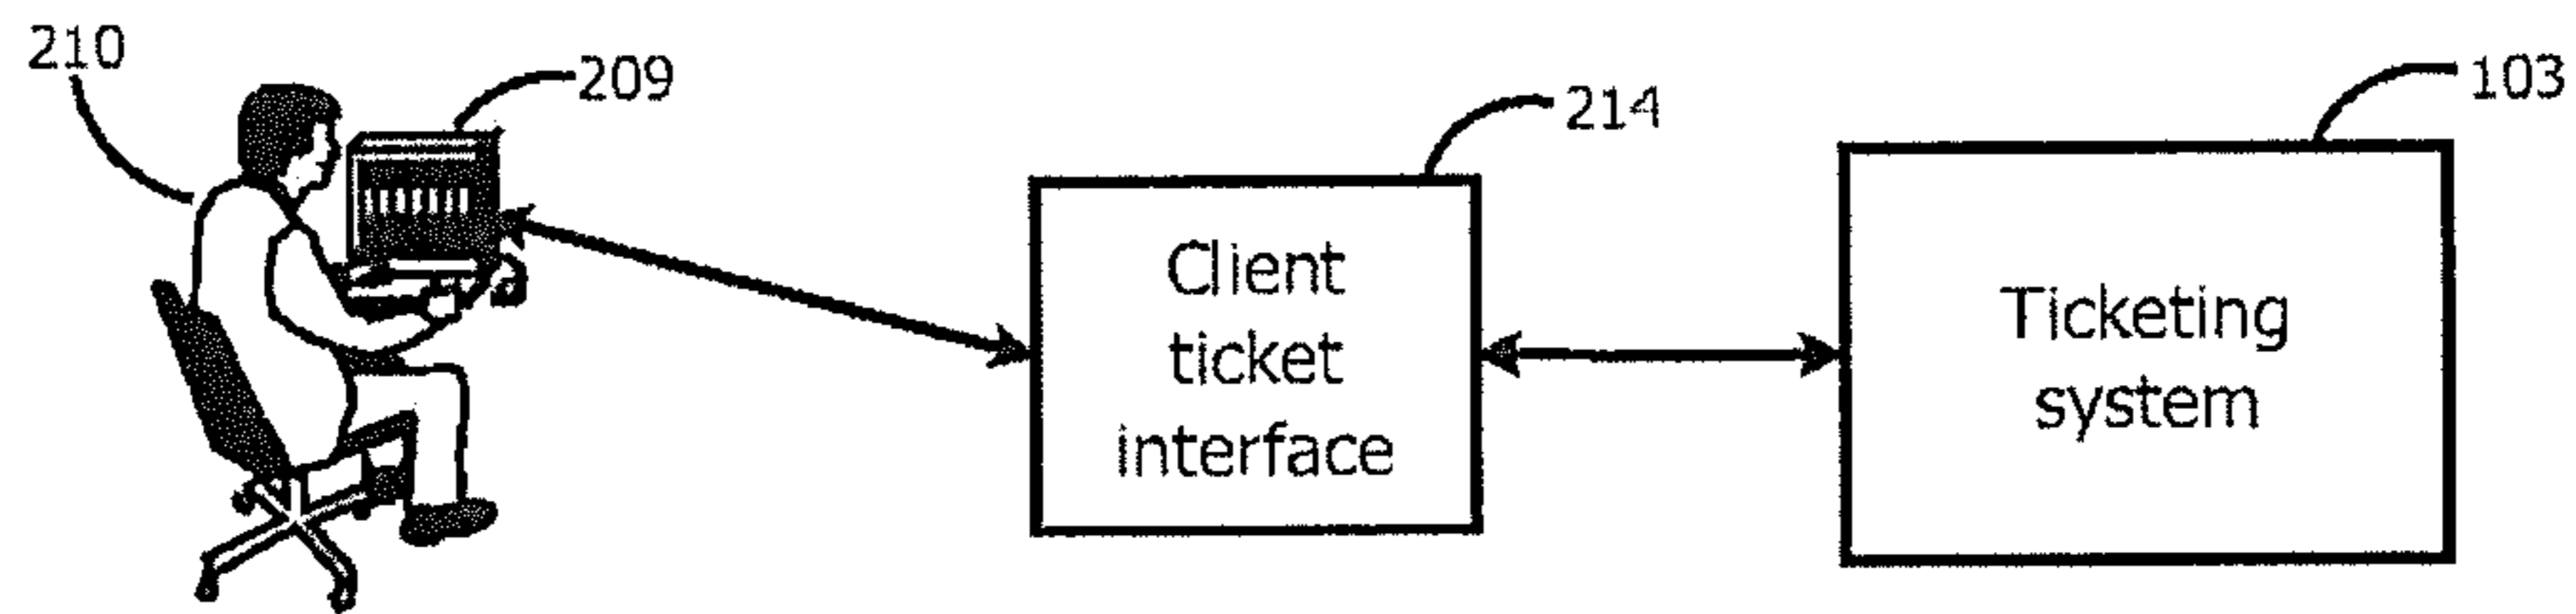 210
209
214
103
Client
ticket
interface
Ticketing
system